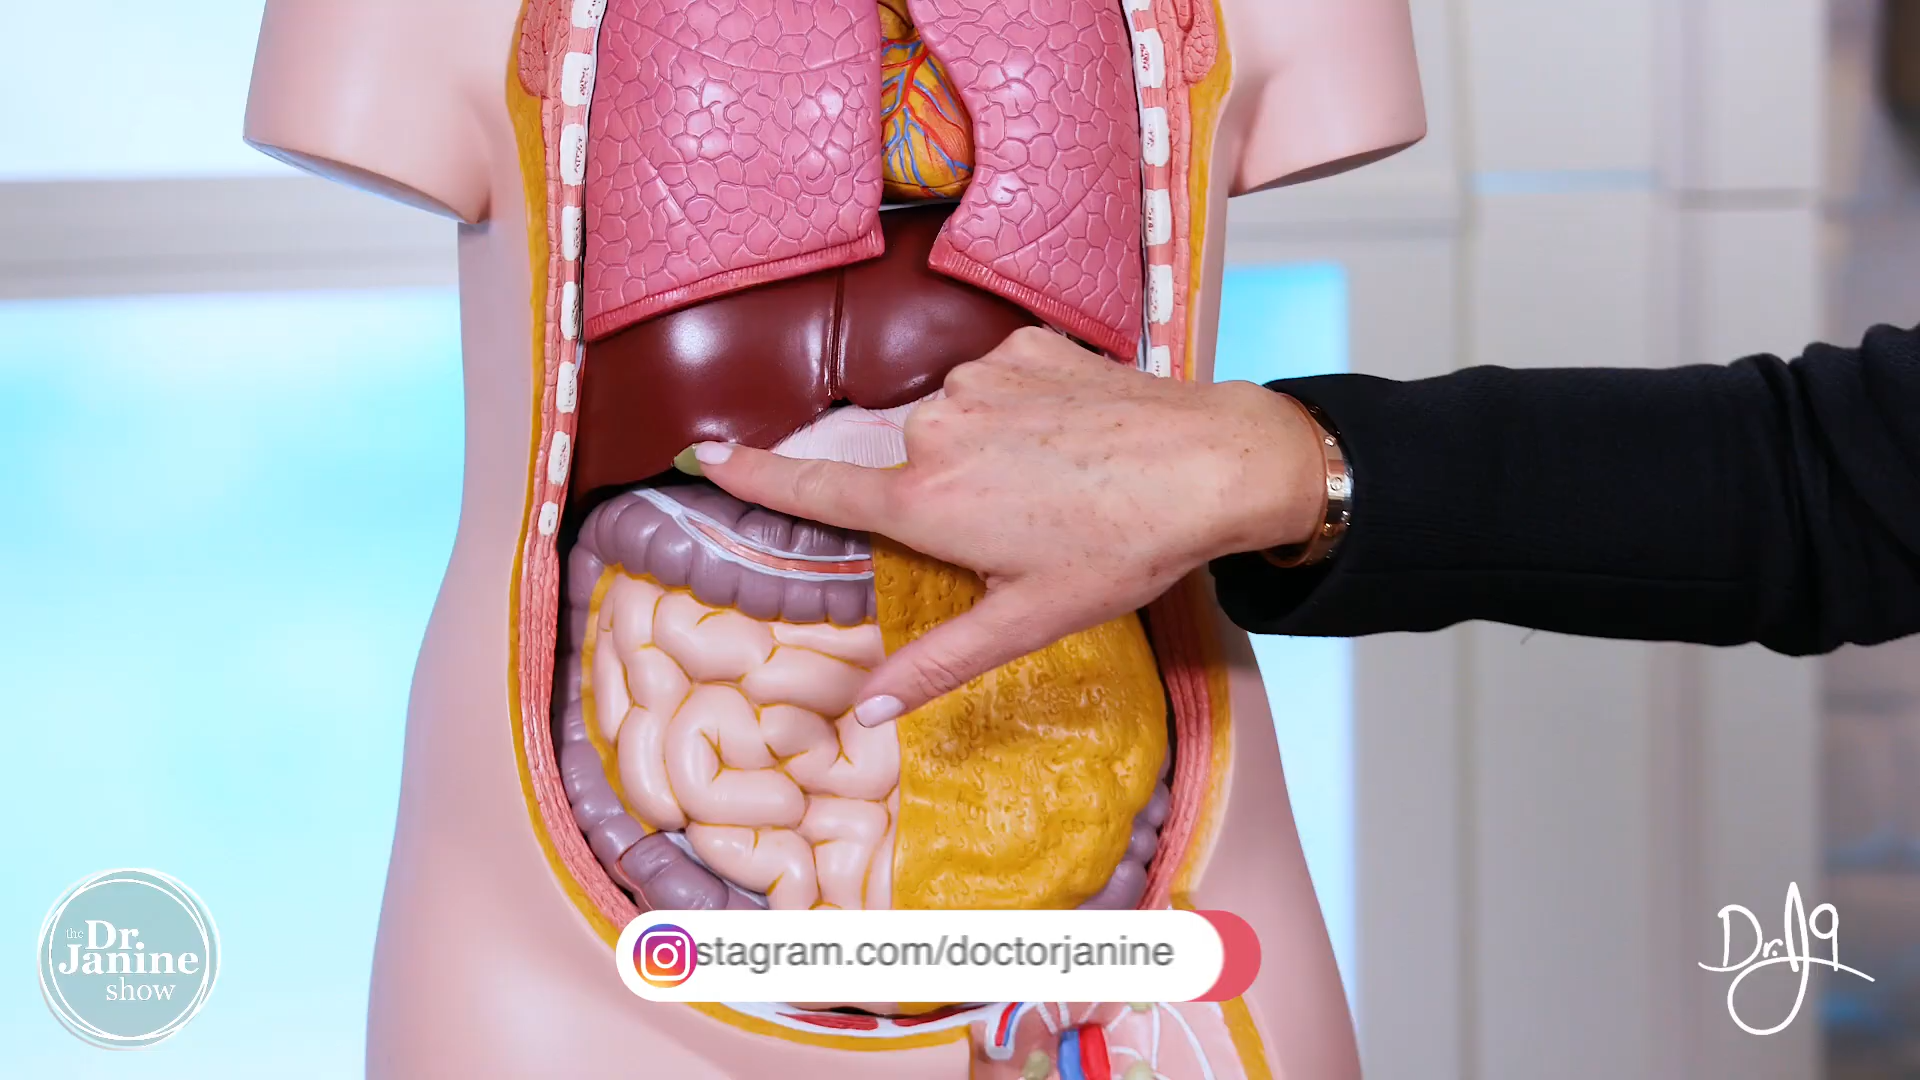 the Dr.
Janine
show
stagram.com/doctorjanine
Dr. J9